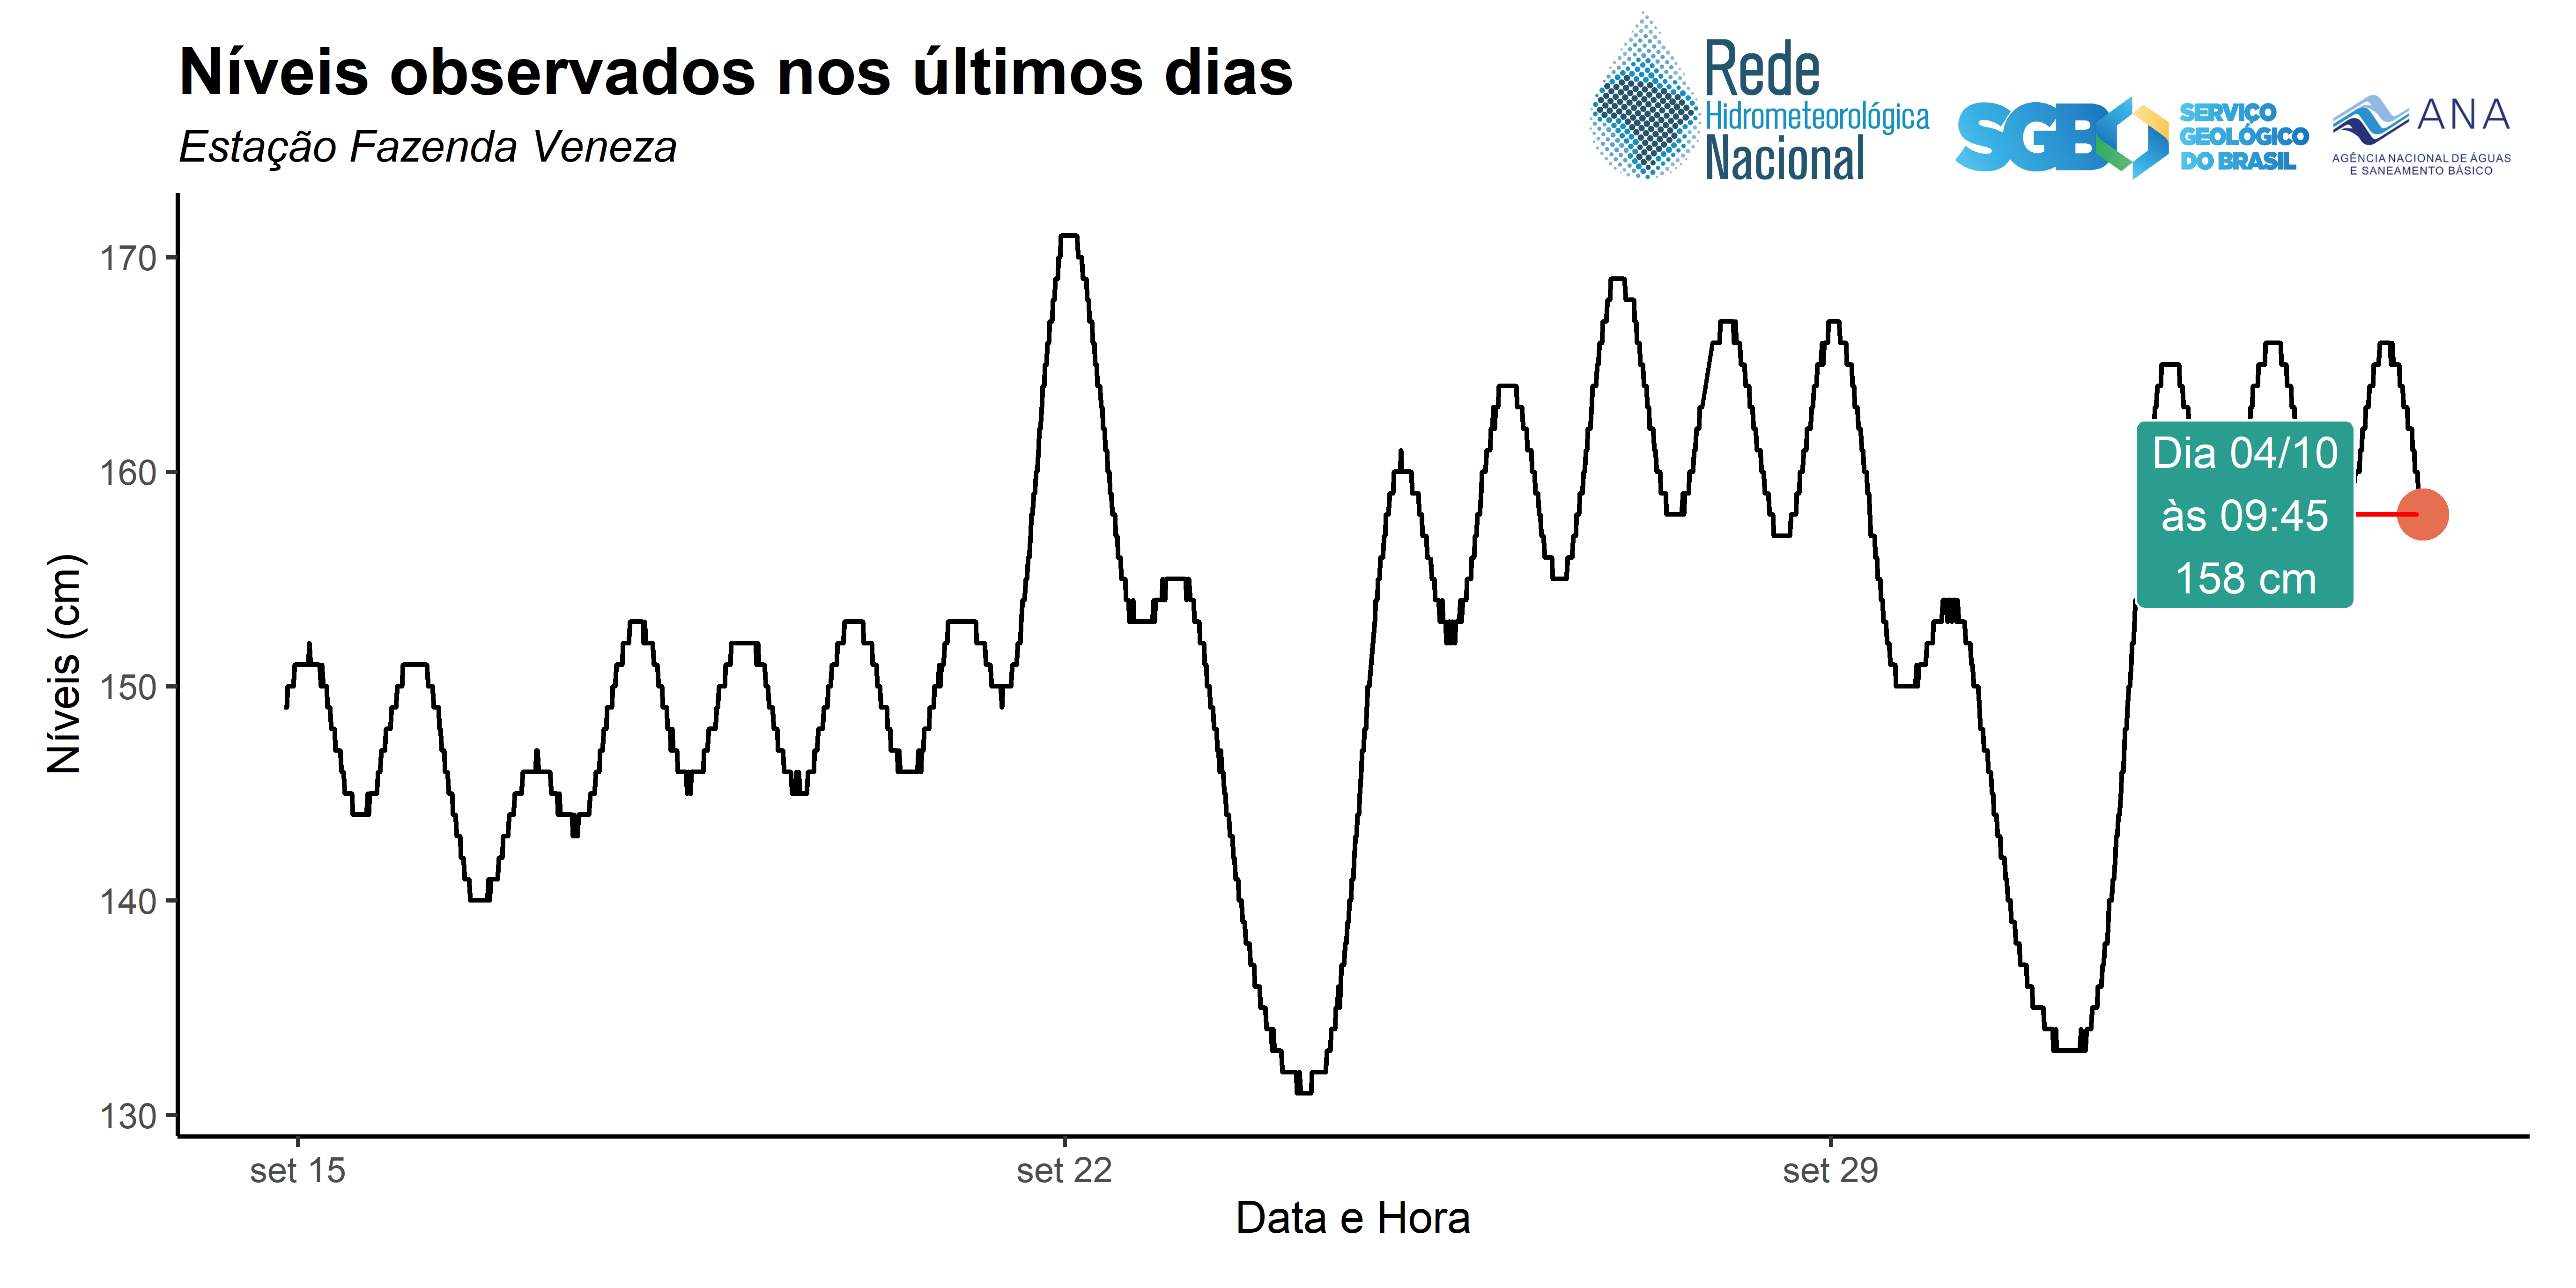 Níveis observados nos últimos dias
Estação Fazenda Veneza
Rede
Hidrometeorológica
Nacional
SGB
SERVIÇO
GEOLÓGICO
DO BRASIL
ANA
AGÊNCIA NACIONAL DE ÁGUAS
E SANEAMENTO BÁSICO
Níveis (cm)
170
160
150
140
130
Dia 04/10
às 09:45
158 cm
set 15
set 22
set 29
Data e Hora